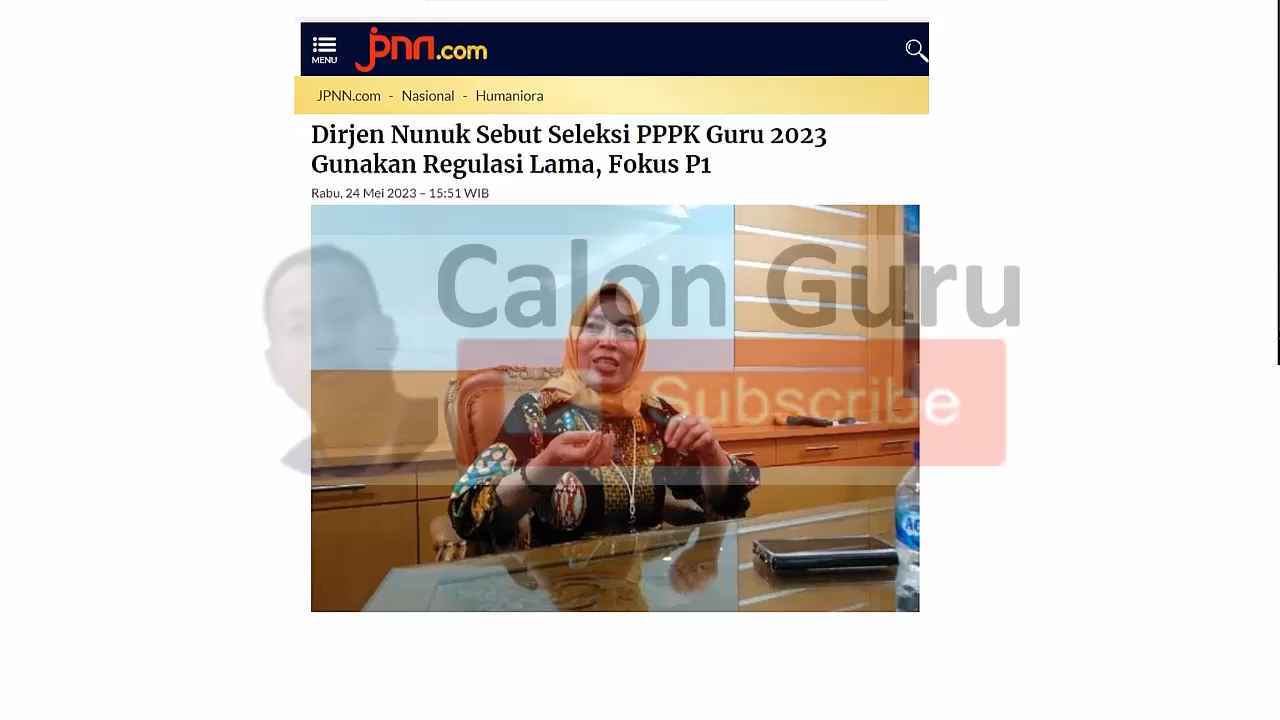 MENU
jpnn.com
JPNN.com - Nasional - Humaniora
Dirjen Nunuk Sebut Seleksi PPPK Guru 2023
Gunakan Regulasi Lama, Fokus P1
Rabu, 24 Mei 2023 – 15:51 WIB
Calon Guru
Subscribe